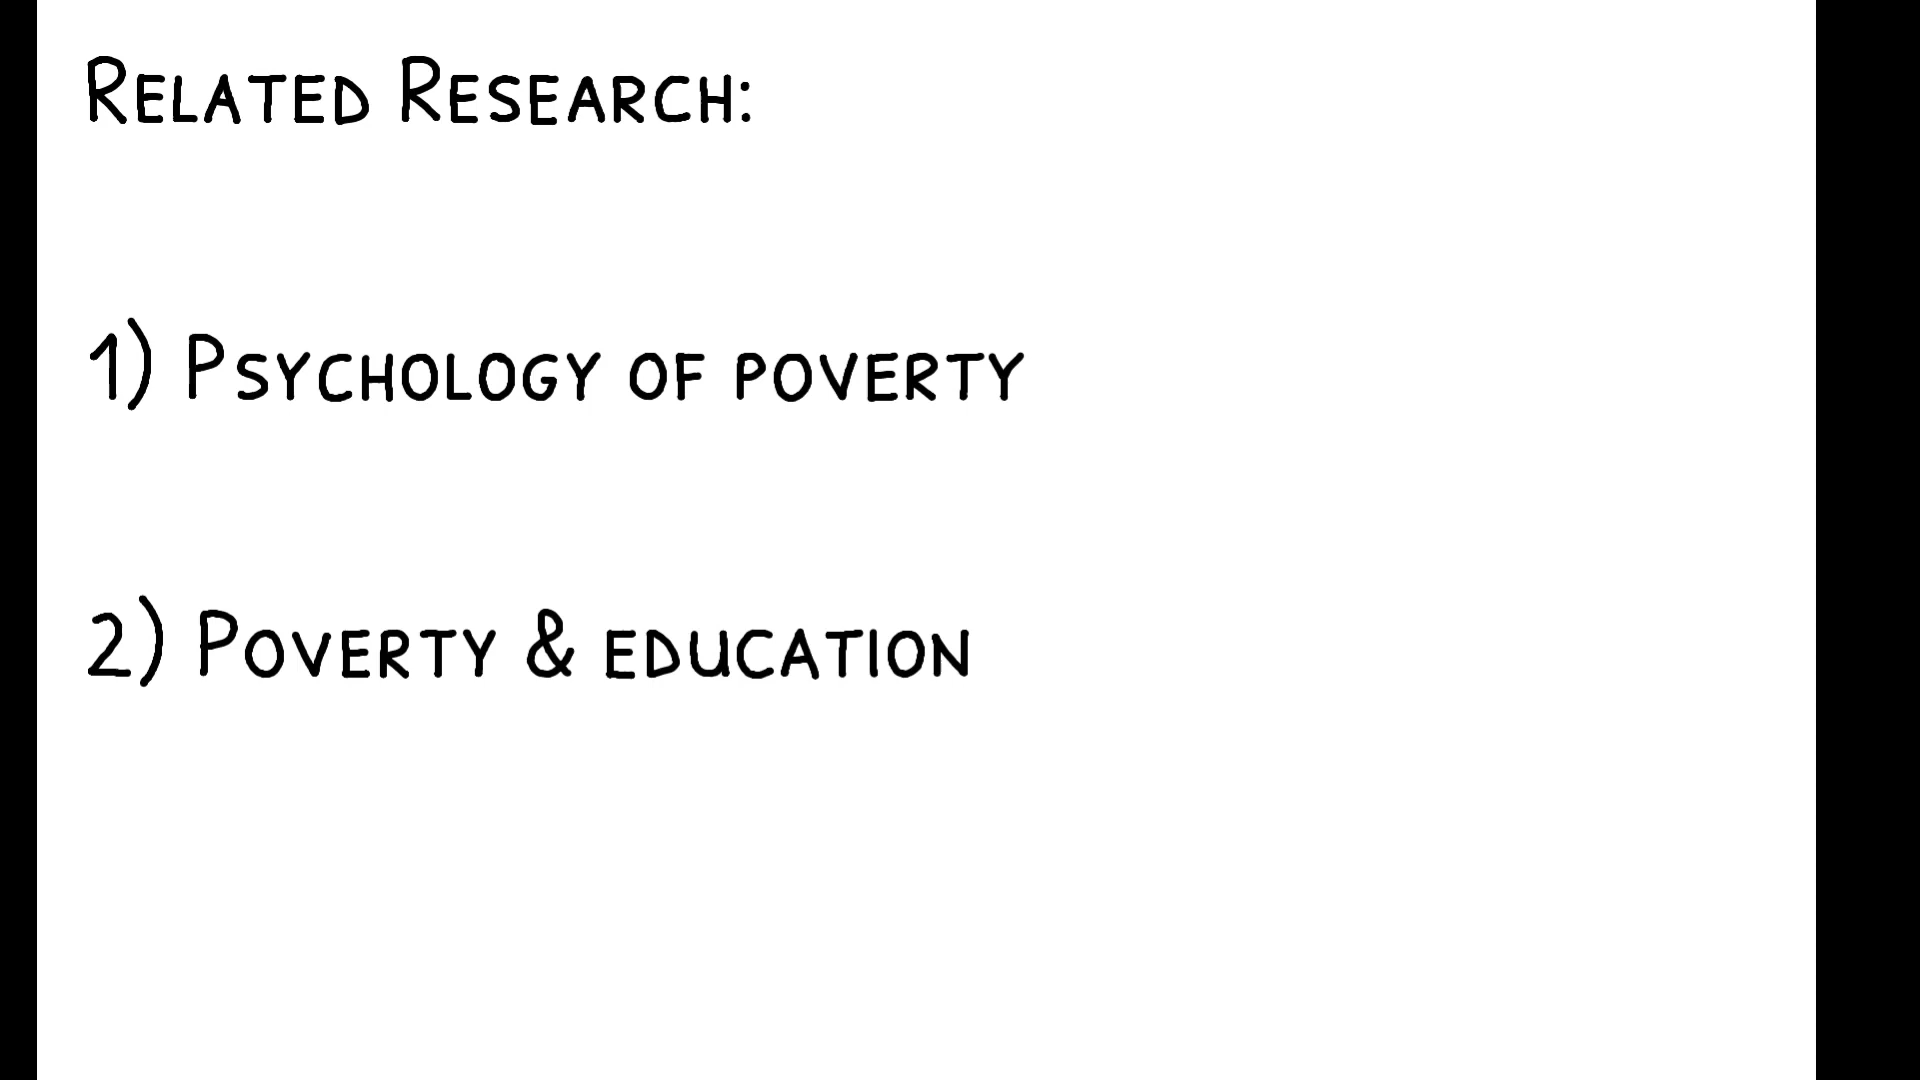 Related Research:
1) Psychology of poverty
2) Poverty & education